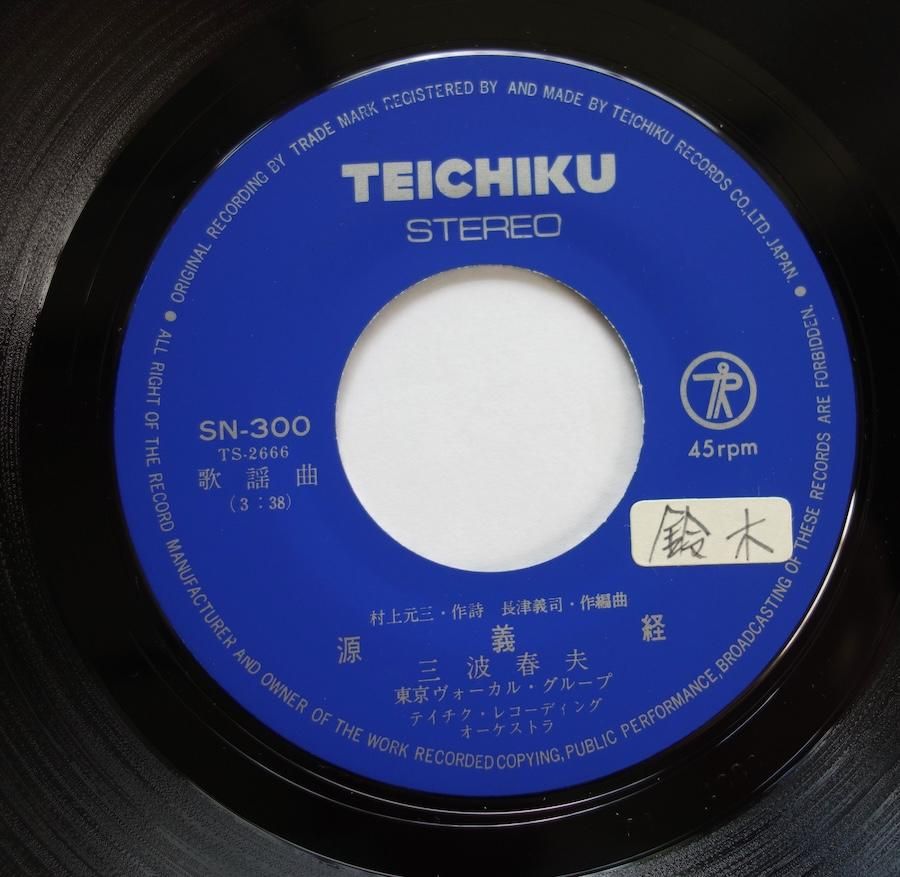 ● ORIGINAL RECORDING BY TRADE MARK REGISTERED BY AND MADE BY TEICHIKU RECORDS CO.,LTD. JAPAN. ●
TEICHIKU
STEREO
SN-300
TS-2666
歌謡曲
(3:38)
45rpm
鈴木
村上元三・作詩 長津義司・作編曲
源義経
三波春夫
東京ヴォーカル・グループ
テイチク・レコーディング
オーケストラ
ALL RIGHT OF THE RECORD MANUFACTURER AND OWNER OF THE WORK RECORDED COPYING, PUBLIC PERFORMANCE, BROADCASTING OF THESE RECORDS ARE FORBIDDEN.